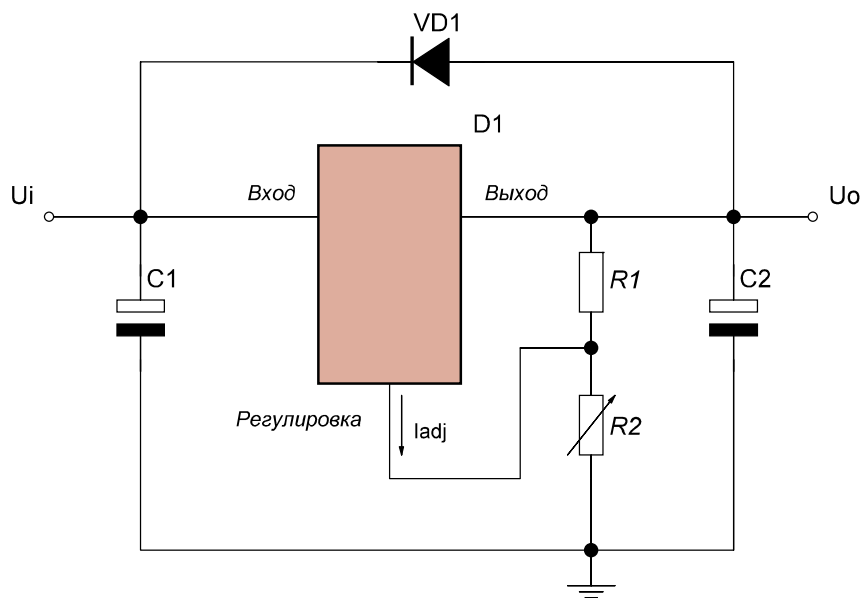 VD1
D1
Ui
Вход
Выход
Uo
C1
R1
C2
Регулировка
Iadj
R2